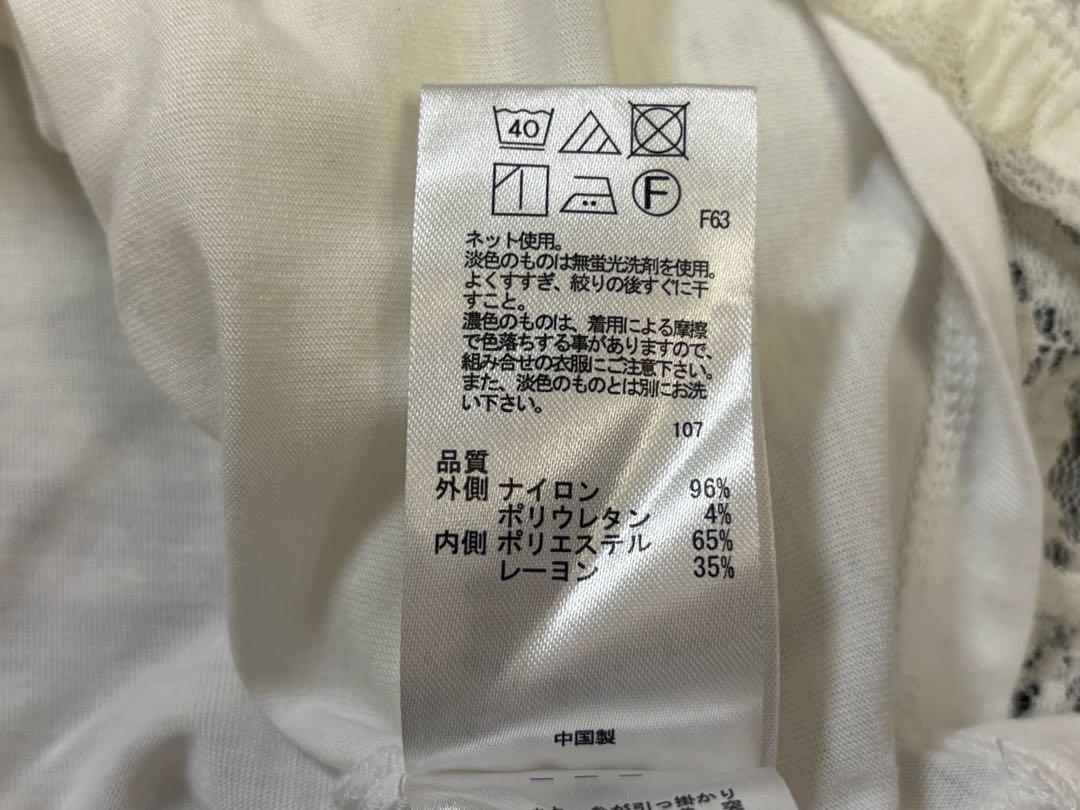 40
F
F63
ネット使用。
淡色のものは無蛍光洗剤を使用。
よくすすぎ、絞りの後すぐに干
すこと。
濃色のものは、着用による摩擦
で色落ちする事がありますので、
組み合せの衣服にご注意下さい。
また、淡色のものとは別にお洗
い下さい。
107
品質
外側 ナイロン 96%
ポリウレタン 4%
内側 ポリエステル 65%
レーヨン 35%
中国製
が引っ掛かり